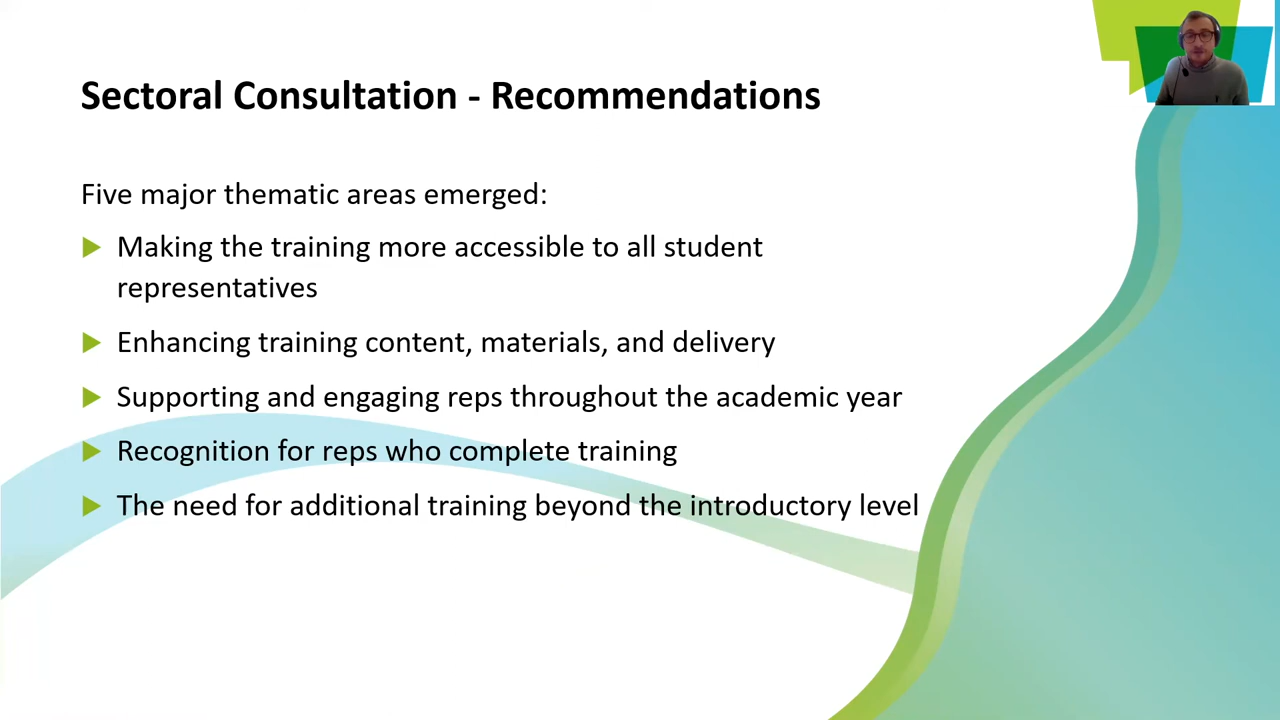 Sectoral Consultation - Recommendations
Five major thematic areas emerged:
Making the training more accessible to all student
representatives
Enhancing training content, materials, and delivery
Supporting and engaging reps throughout the academic year
Recognition for reps who complete training
The need for additional training beyond the introductory level